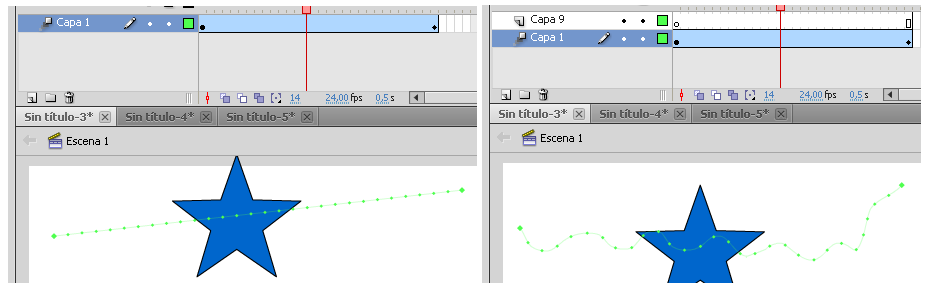 Capa 1
14 24,00 fps 0,5 s
Sin título-3* Sin título-4* Sin título-5*
Escena 1
Capa 9
Capa 1
14 24,00 fps 0,5 s
Sin título-3* Sin título-4* Sin título-5*
Escena 1